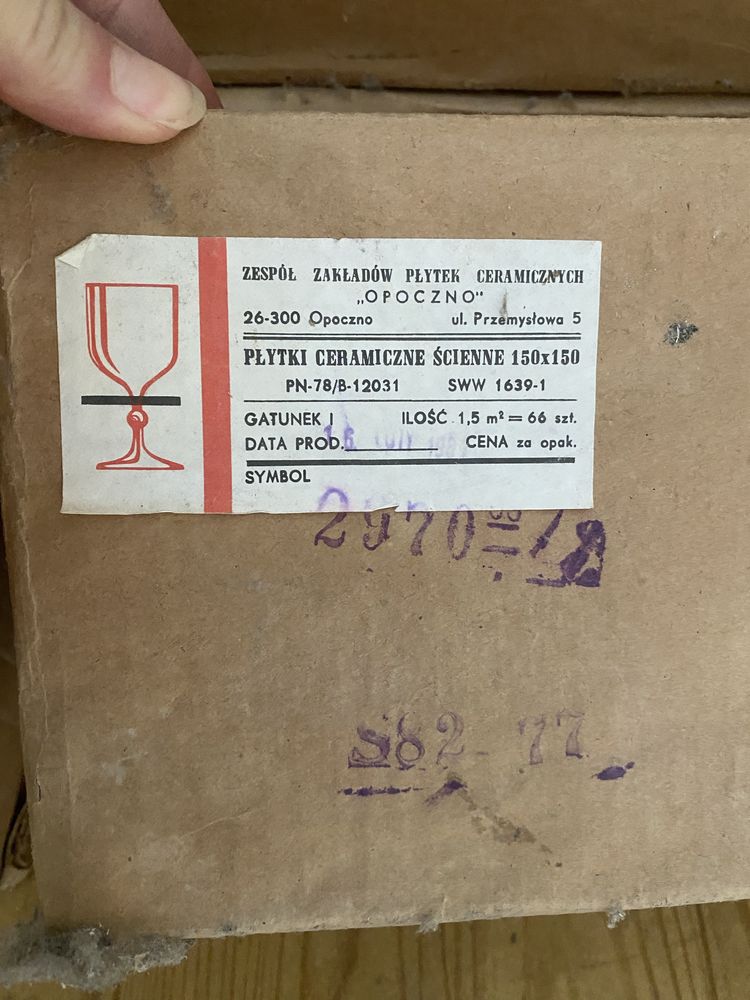 ZESPÓŁ ZAKŁADÓW PŁYTEK CERAMICZNYCH
„OPOCZNO"
26-300 Opoczno ul. Przemysłowa 5
PŁYTKI CERAMICZNE ŚCIENNE 150x150
PN-78/B-12031 SWW 1639-1
GATUNEK I ILOŚĆ 1,5 m² = 66 szt.
DATA PROD. CENA za opak.
SYMBOL
2970
S82-77